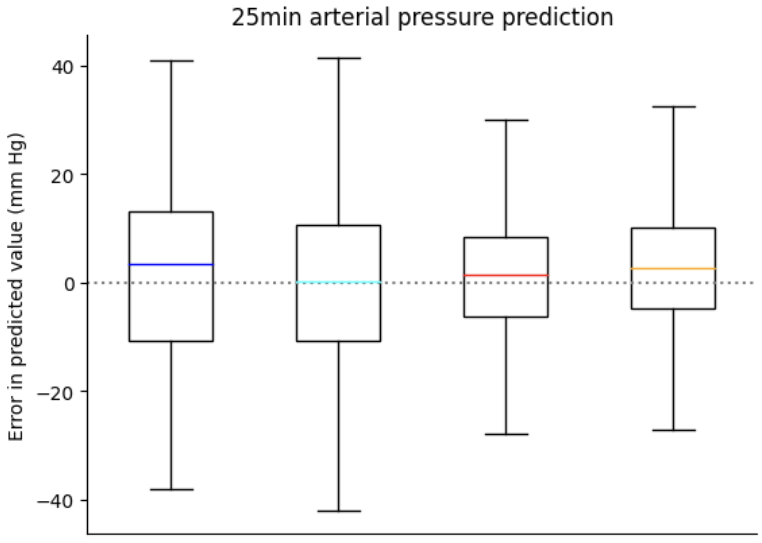 25min arterial pressure prediction
Error in predicted value (mm Hg)
40
20
0
−20
−40